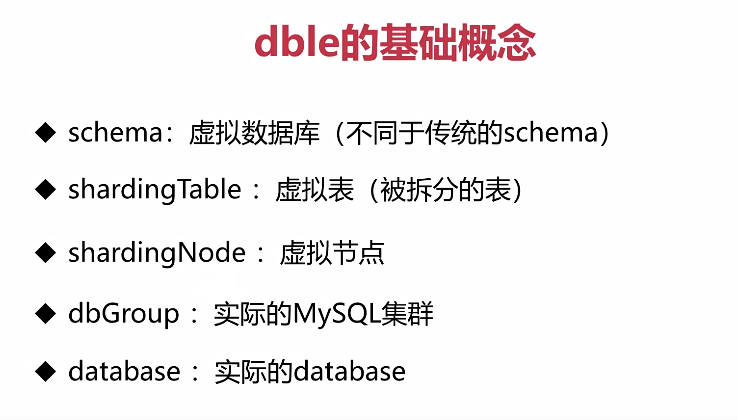 dble的基础概念
◆ schema：虚拟数据库（不同于传统的schema）
◆ shardingTable ：虚拟表（被拆分的表）
◆ shardingNode ：虚拟节点
◆ dbGroup ：实际的MySQL集群
◆ database ：实际的database